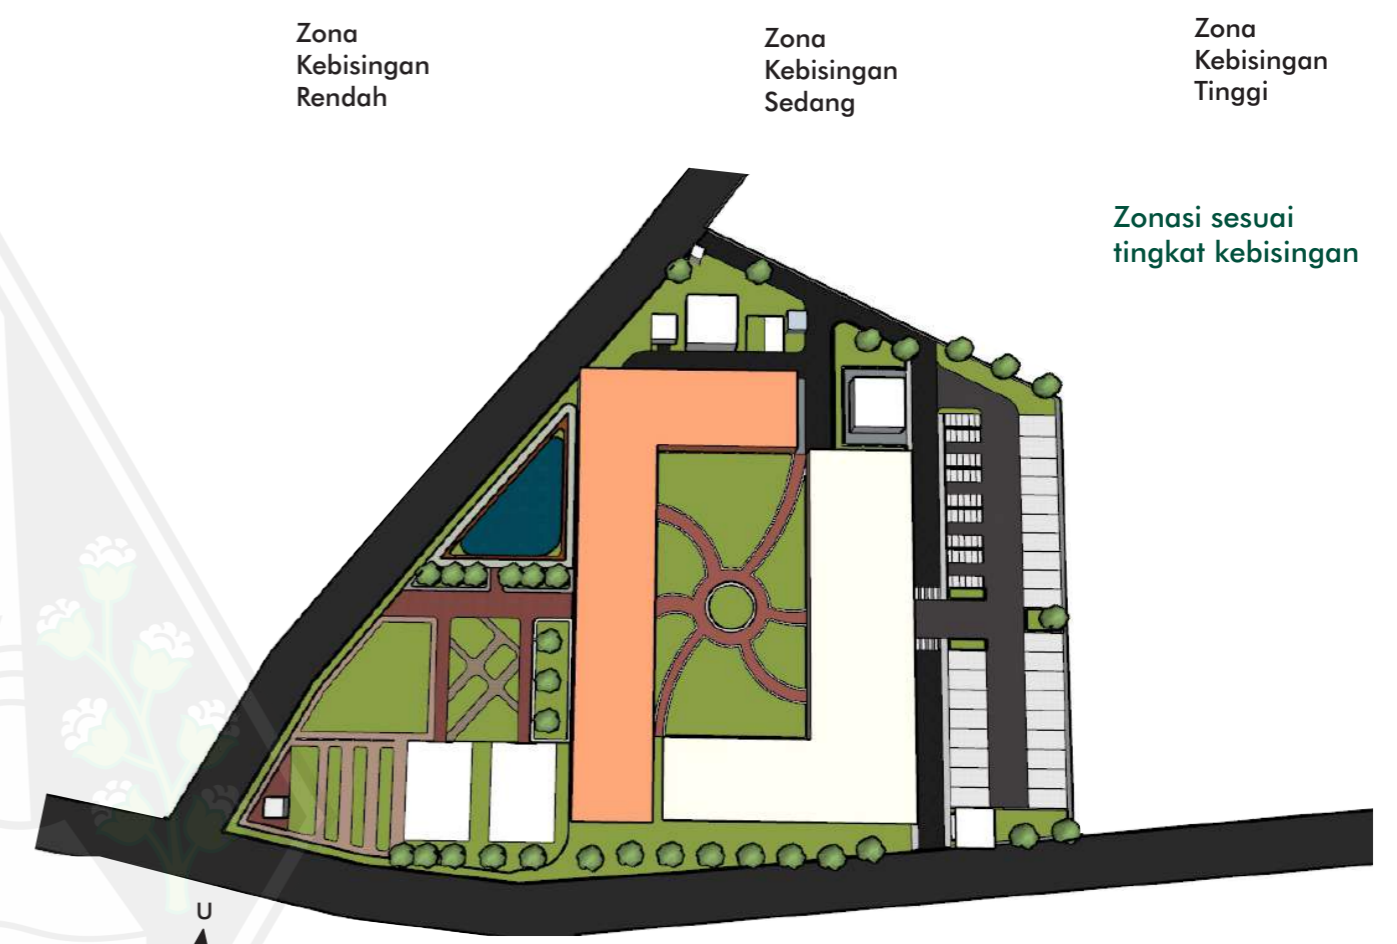 Zona
Kebisingan
Rendah
Zona
Kebisingan
Sedang
Zona
Kebisingan
Tinggi
Zonasi sesuai
tingkat kebisingan
U